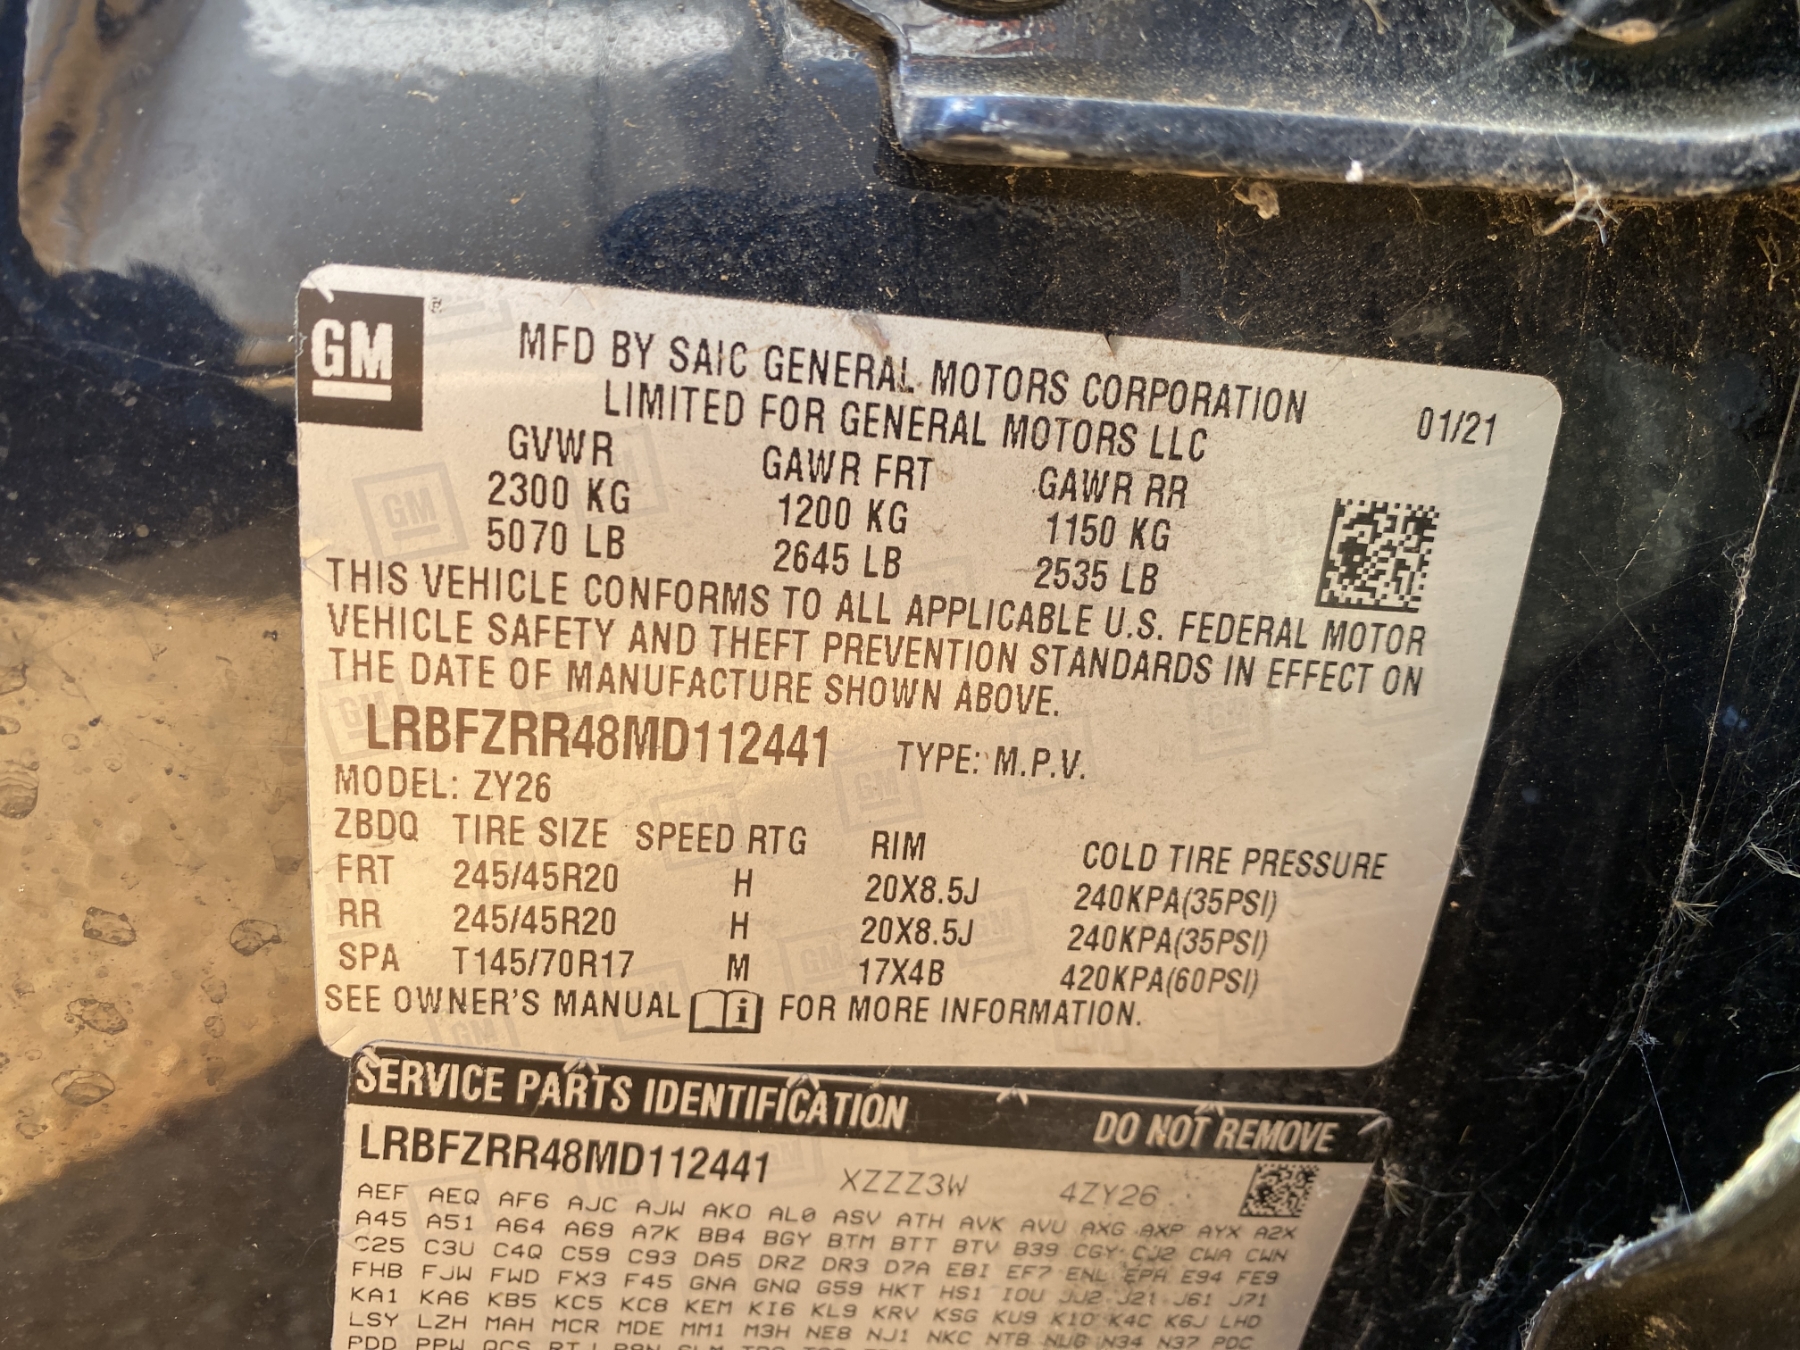 GM
MFD BY SAIC GENERAL MOTORS CORPORATION
LIMITED FOR GENERAL MOTORS LLC
01/21
GVWR GAWR FRT GAWR RR
2300 KG 1200 KG 1150 KG
5070 LB 2645 LB 2535 LB
THIS VEHICLE CONFORMS TO ALL APPLICABLE U.S. FEDERAL MOTOR
VEHICLE SAFETY AND THEFT PREVENTION STANDARDS IN EFFECT ON
THE DATE OF MANUFACTURE SHOWN ABOVE.
LRBFZRR48MD112441 TYPE: M.P.V.
MODEL: ZY26
ZBDQ TIRE SIZE SPEED RTG RIM COLD TIRE PRESSURE
FRT 245/45R20 H 20X8.5J 240KPA(35PSI)
RR 245/45R20 H 20X8.5J 240KPA(35PSI)
SPA T145/70R17 M 17X4B 420KPA(60PSI)
SEE OWNER'S MANUAL FOR MORE INFORMATION.
SERVICE PARTS IDENTIFICATION DO NOT REMOVE
LRBFZRR48MD112441 XZZZ3W 4ZY26
AEF AEQ AF6 AJC AJW AKO AL0 ASV ATH AVK AVU AXG AXP AYX A2X
A45 A51 A64 A69 A7K BB4 BGY BTM BTT BTV B39 CGY CJ2 CWA CWN
C25 C3U C4Q C59 C93 DA5 DRZ DR3 D7A EBI EF7 ENL EPH E94 FE9
FHB FJW FWD FX3 F45 GNA GNQ G59 HKT HS1 IOU JJ2 J21 J61 J71
KA1 KA6 KB5 KC5 KC8 KEM KI6 KL9 KRV KSG KU9 K10 K4C K6J LHD
LSY LZH MAH MCR MDE MM1 M3H NE8 NJ1 NKC NTB NUG N34 N37 PDC
PDD PPW